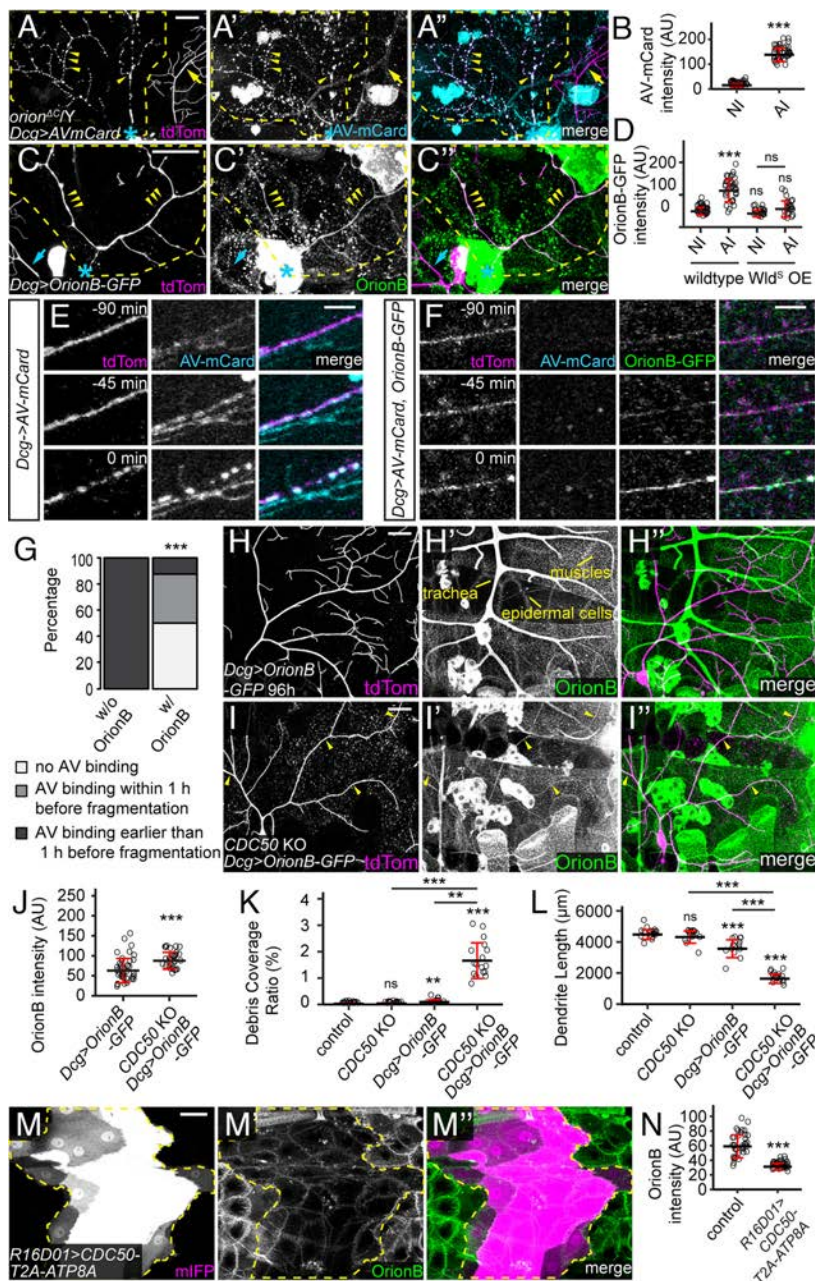 A
A'
A''
orionΔC/Y
Dcg>AVmCard
tdTom
AV-mCard
merge
B
AV-mCard
intensity (AU)
200
100
0
***
NI
AI
C
C'
C''
Dcg>OrionB-GFP
tdTom
OrionB
merge
D
OrionB-GFP
intensity (AU)
200
100
0
***
ns
ns
ns
NI
AI
NI
AI
wildtype
WldS OE
E
Dcg->AV-mCard
-90 min
tdTom
AV-mCard
merge
-45 min
0 min
F
Dcg>AV-mCard, OrionB-GFP
-90 min
tdTom
AV-mCard
OrionB-GFP
merge
-45 min
0 min
G
***
Percentage
100
80
60
40
20
0
w/o
OrionB
w/
OrionB
no AV binding
AV binding within 1 h
before fragmentation
AV binding earlier than
1 h before fragmentation
H
H'
H''
Dcg>OrionB
-GFP 96h
tdTom
trachea
muscles
epidermal cells
OrionB
merge
I
I'
I''
CDC50 KO
Dcg>OrionB-GFP
tdTom
OrionB
merge
J
OrionB intensity (AU)
250
200
150
100
50
0
***
Dcg>OrionB
-GFP
CDC50 KO
Dcg>OrionB
-GFP
K
Debris Coverage
Ratio (%)
4
3
2
1
0
***
**
***
ns
**
control
CDC50 KO
Dcg>OrionB
-GFP
CDC50 KO
Dcg>OrionB
-GFP
L
Dendrite Length (μm)
6000
4000
2000
0
***
***
ns
***
***
control
CDC50 KO
Dcg>OrionB
-GFP
CDC50 KO
Dcg>OrionB
-GFP
M
M'
M''
R16D01>CDC50-
T2A-ATP8A
mIFP
OrionB
merge
N
OrionB
intensity (AU)
100
80
60
40
20
0
***
control
R16D01>
CDC50-
T2A-ATP8A